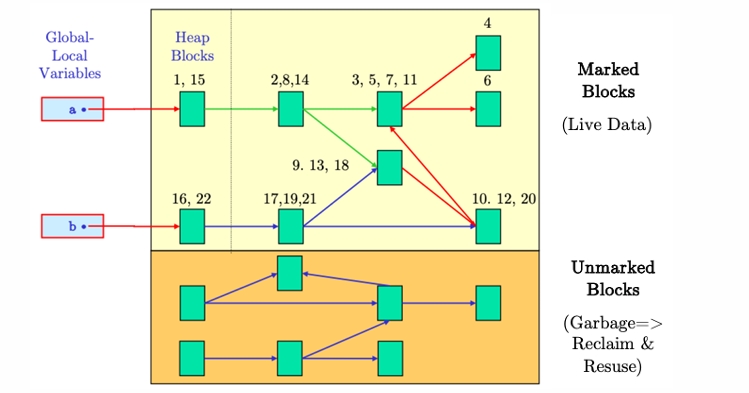 Global-
Local
Variables
Heap
Blocks
4
1, 15
2,8,14
3, 5, 7, 11
6
a
9. 13, 18
16, 22
17,19,21
10. 12, 20
b
Marked
Blocks
(Live Data)
Unmarked
Blocks
(Garbage=>
Reclaim &
Resuse)